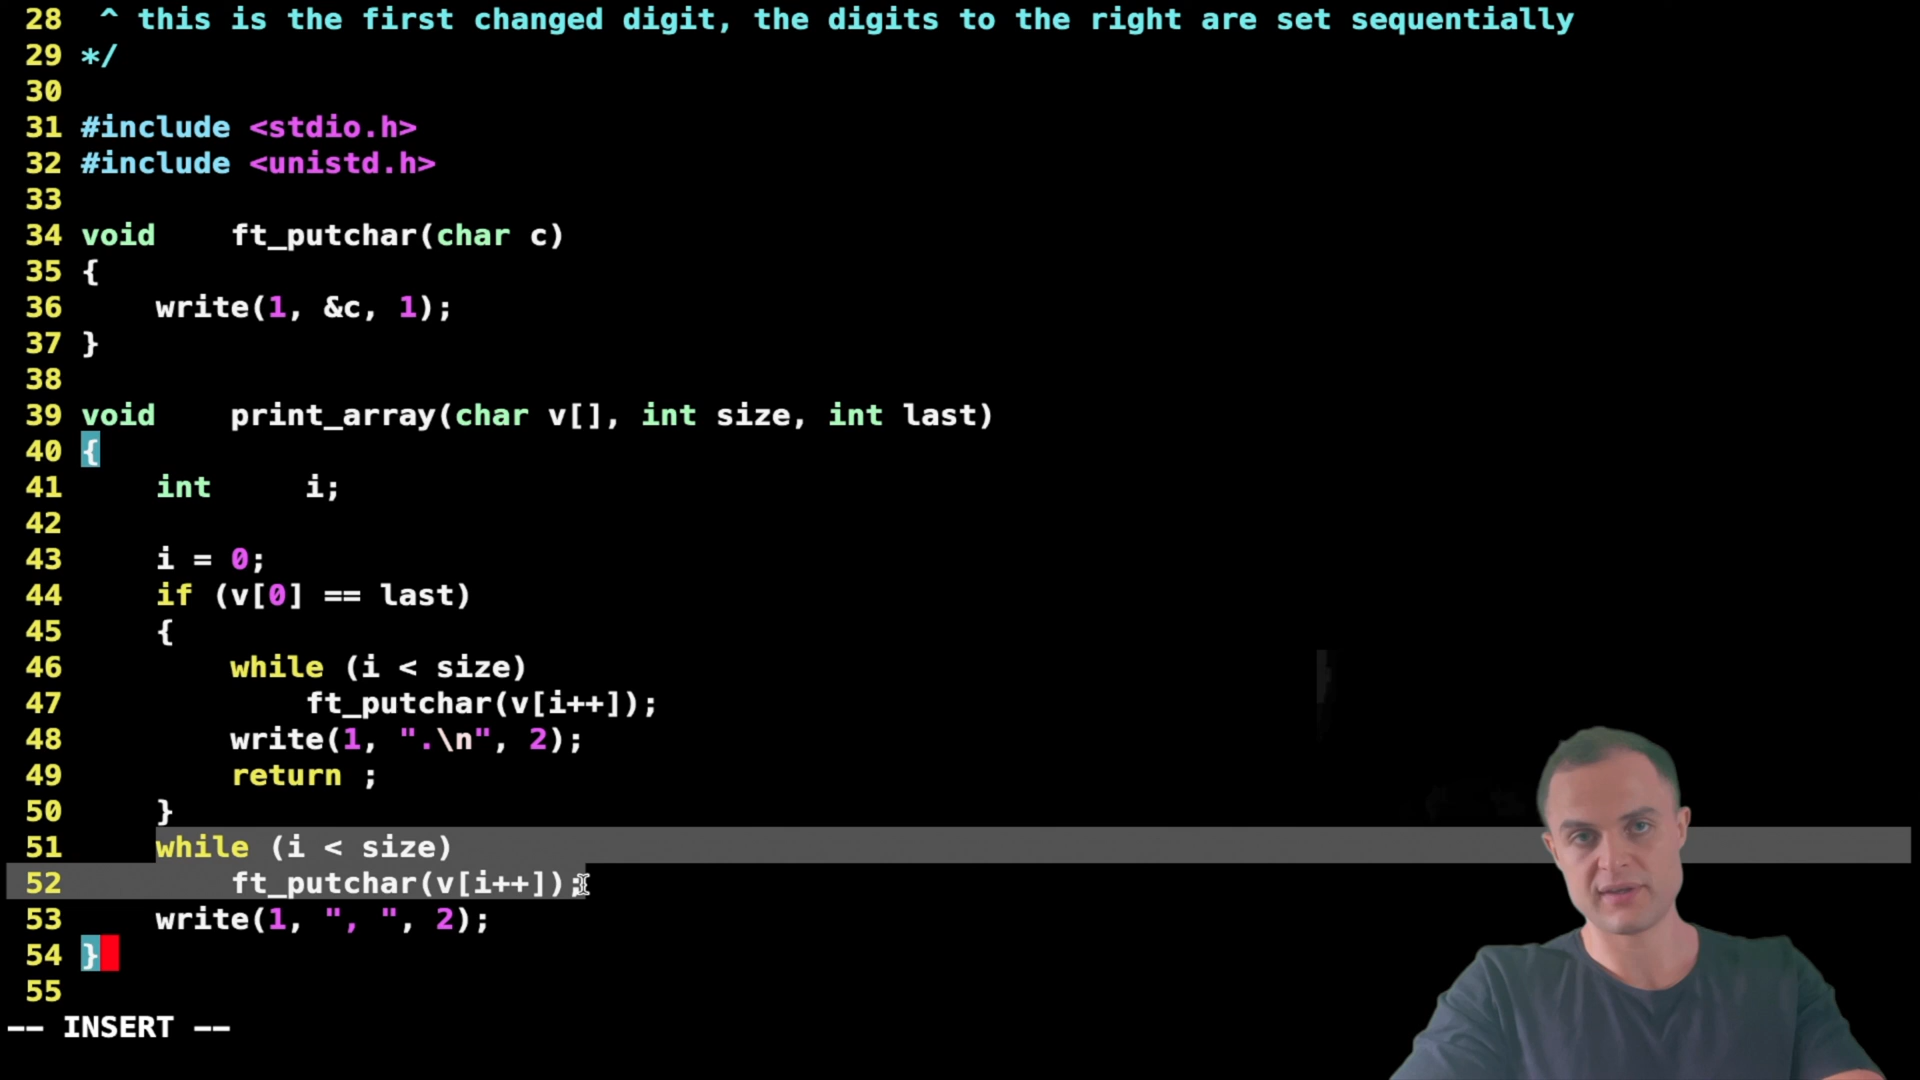 28 ^ this is the first changed digit, the digits to the right are set sequentially
29 */
30
31 #include <stdio.h>
32 #include <unistd.h>
33
34 void    ft_putchar(char c)
35 {
36     write(1, &c, 1);
37 }
38
39 void    print_array(char v[], int size, int last)
40 {
41     int     i;
42
43     i = 0;
44     if (v[0] == last)
45     {
46         while (i < size)
47             ft_putchar(v[i++]);
48         write(1, ".\n", 2);
49         return ;
50     }
51     while (i < size)
52         ft_putchar(v[i++]);
53     write(1, ", ", 2);
54 }
55
-- INSERT --